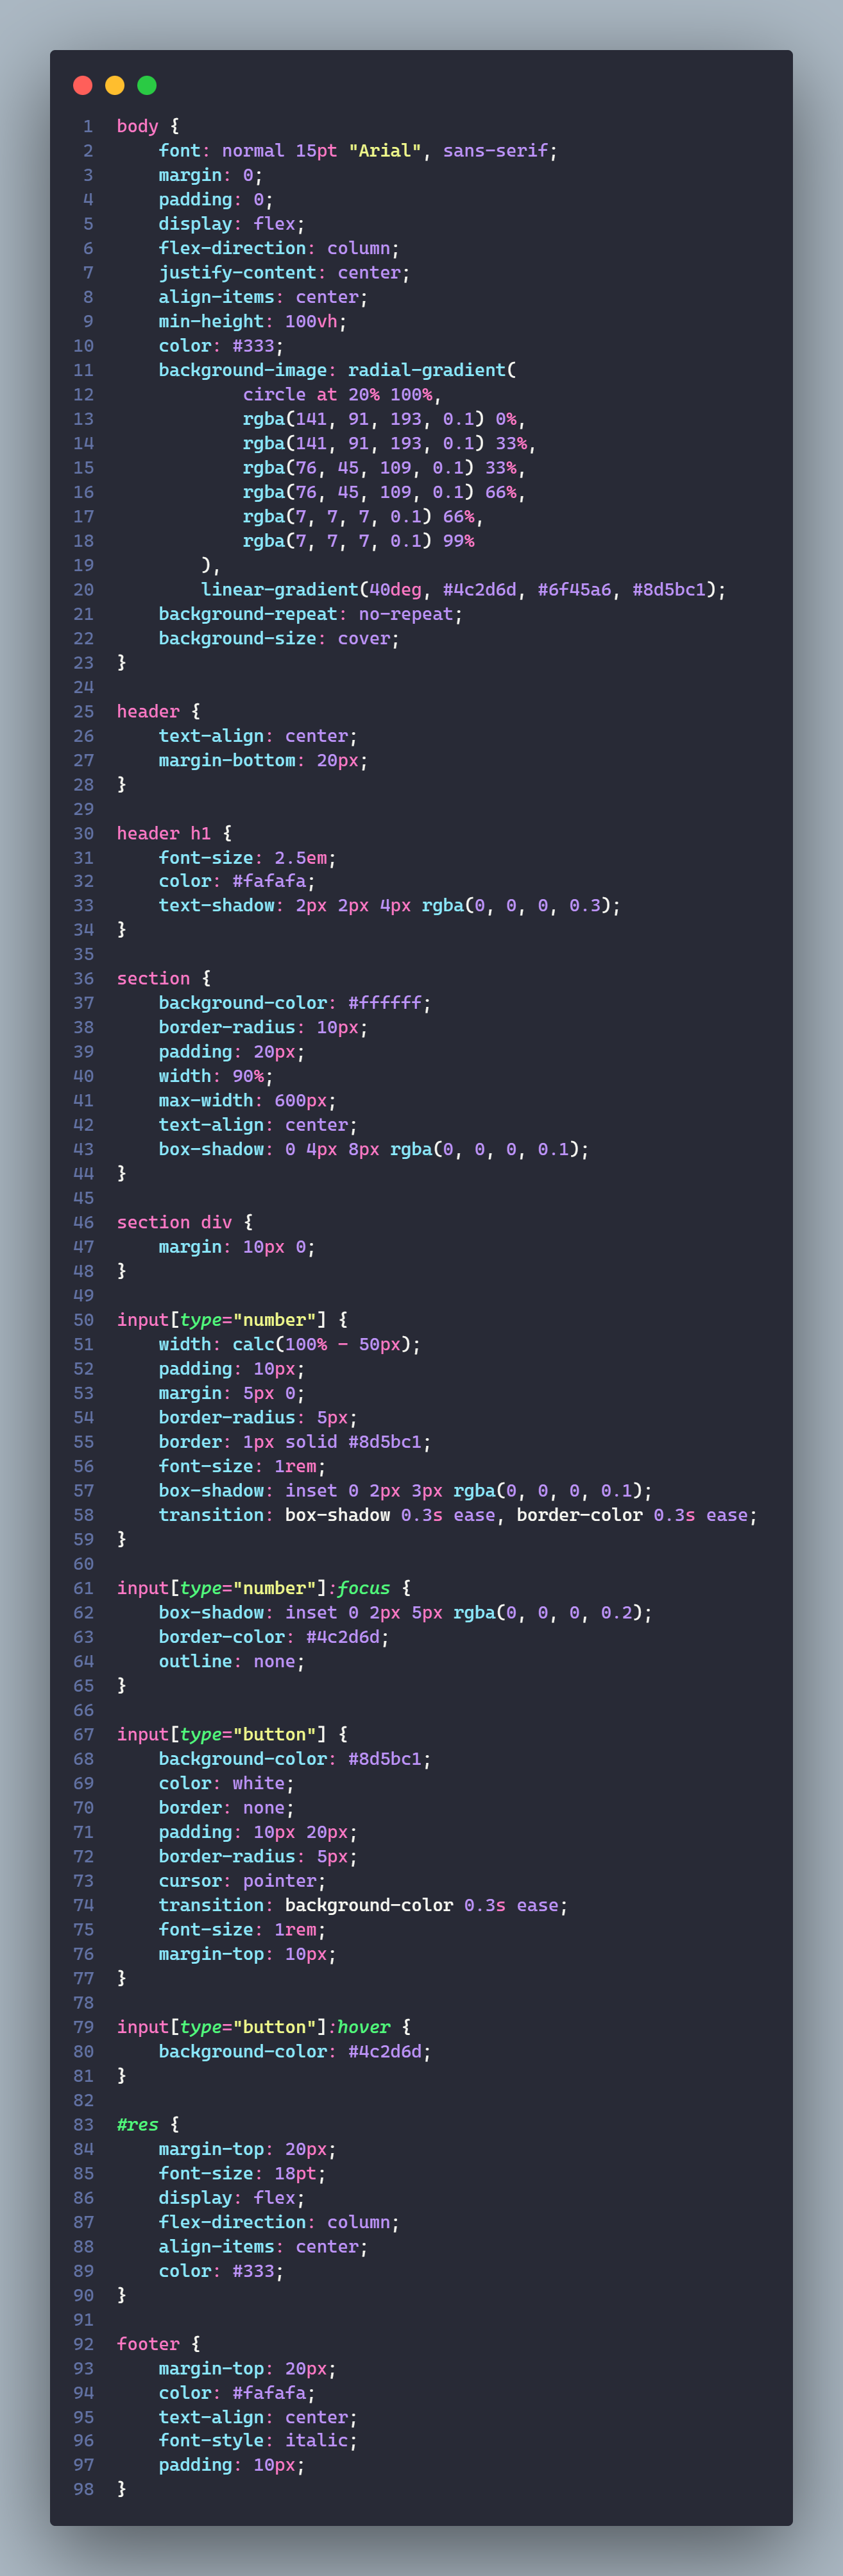 1 body {
2     font: normal 15pt "Arial", sans-serif;
3     margin: 0;
4     padding: 0;
5     display: flex;
6     flex-direction: column;
7     justify-content: center;
8     align-items: center;
9     min-height: 100vh;
10     color: #333;
11     background-image: radial-gradient(
12             circle at 20% 100%,
13             rgba(141, 91, 193, 0.1) 0%,
14             rgba(141, 91, 193, 0.1) 33%,
15             rgba(76, 45, 109, 0.1) 33%,
16             rgba(76, 45, 109, 0.1) 66%,
17             rgba(7, 7, 7, 0.1) 66%,
18             rgba(7, 7, 7, 0.1) 99%
19         ),
20         linear-gradient(40deg, #4c2d6d, #6f45a6, #8d5bc1);
21     background-repeat: no-repeat;
22     background-size: cover;
23 }
24
25 header {
26     text-align: center;
27     margin-bottom: 20px;
28 }
29
30 header h1 {
31     font-size: 2.5em;
32     color: #fafafa;
33     text-shadow: 2px 2px 4px rgba(0, 0, 0, 0.3);
34 }
35
36 section {
37     background-color: #ffffff;
38     border-radius: 10px;
39     padding: 20px;
40     width: 90%;
41     max-width: 600px;
42     text-align: center;
43     box-shadow: 0 4px 8px rgba(0, 0, 0, 0.1);
44 }
45
46 section div {
47     margin: 10px 0;
48 }
49
50 input[type="number"] {
51     width: calc(100% - 50px);
52     padding: 10px;
53     margin: 5px 0;
54     border-radius: 5px;
55     border: 1px solid #8d5bc1;
56     font-size: 1rem;
57     box-shadow: inset 0 2px 3px rgba(0, 0, 0, 0.1);
58     transition: box-shadow 0.3s ease, border-color 0.3s ease;
59 }
60
61 input[type="number"]:focus {
62     box-shadow: inset 0 2px 5px rgba(0, 0, 0, 0.2);
63     border-color: #4c2d6d;
64     outline: none;
65 }
66
67 input[type="button"] {
68     background-color: #8d5bc1;
69     color: white;
70     border: none;
71     padding: 10px 20px;
72     border-radius: 5px;
73     cursor: pointer;
74     transition: background-color 0.3s ease;
75     font-size: 1rem;
76     margin-top: 10px;
77 }
78
79 input[type="button"]:hover {
80     background-color: #4c2d6d;
81 }
82
83 #res {
84     margin-top: 20px;
85     font-size: 18pt;
86     display: flex;
87     flex-direction: column;
88     align-items: center;
89     color: #333;
90 }
91
92 footer {
93     margin-top: 20px;
94     color: #fafafa;
95     text-align: center;
96     font-style: italic;
97     padding: 10px;
98 }